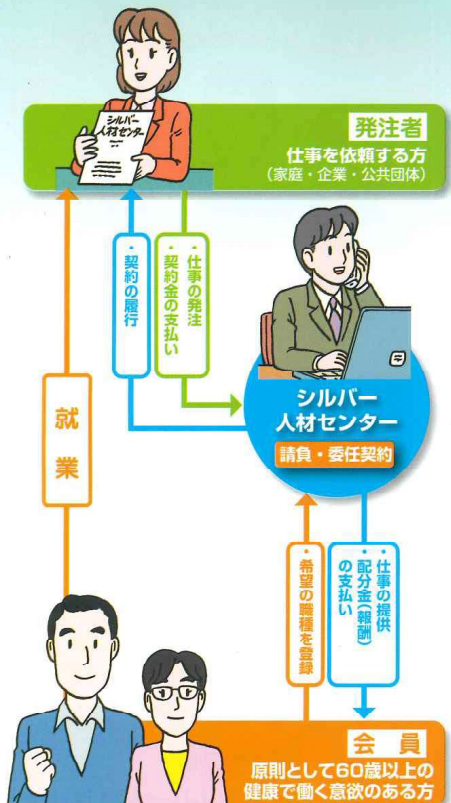 シルバー
人材センター
発注者
仕事を依頼する方
（家庭・企業・公共団体）
・仕事の発注
・契約金の支払い
・契約の履行
シルバー
人材センター
請負・委任契約
就業
・仕事の提供
・配分金（報酬）
の支払い
・希望の職種を登録
会員
原則として60歳以上の
健康で働く意欲のある方